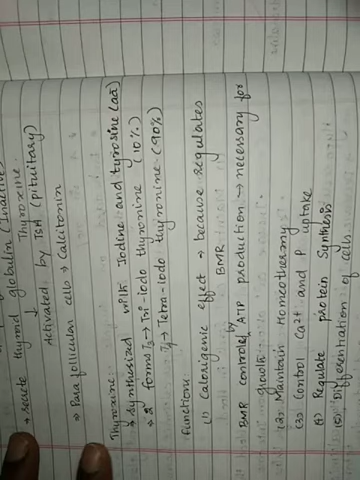 → secrete thyroid globulin (Inactive)
↓ Thyroxine.
Activated by TSH (pituitary)
⇒ Para follicular cells → Calcitonin
Thyroxine
→ Synthesized with Iodine and tyrosine (aa)
→ 2 forms T3 → Tri-iodo thyronine (10%)
T4 → Tetra-Iodo thyronine (90%)
Functions
(1) Calorigenic effect → because regulates
BMR
BMR controls by ATP production → necessary for
growth
(2) Maintain Homeothermy
(3) Control Ca2+ and P uptake
(4) Regulate protein Synthesis
(5) Differentiation of cells.